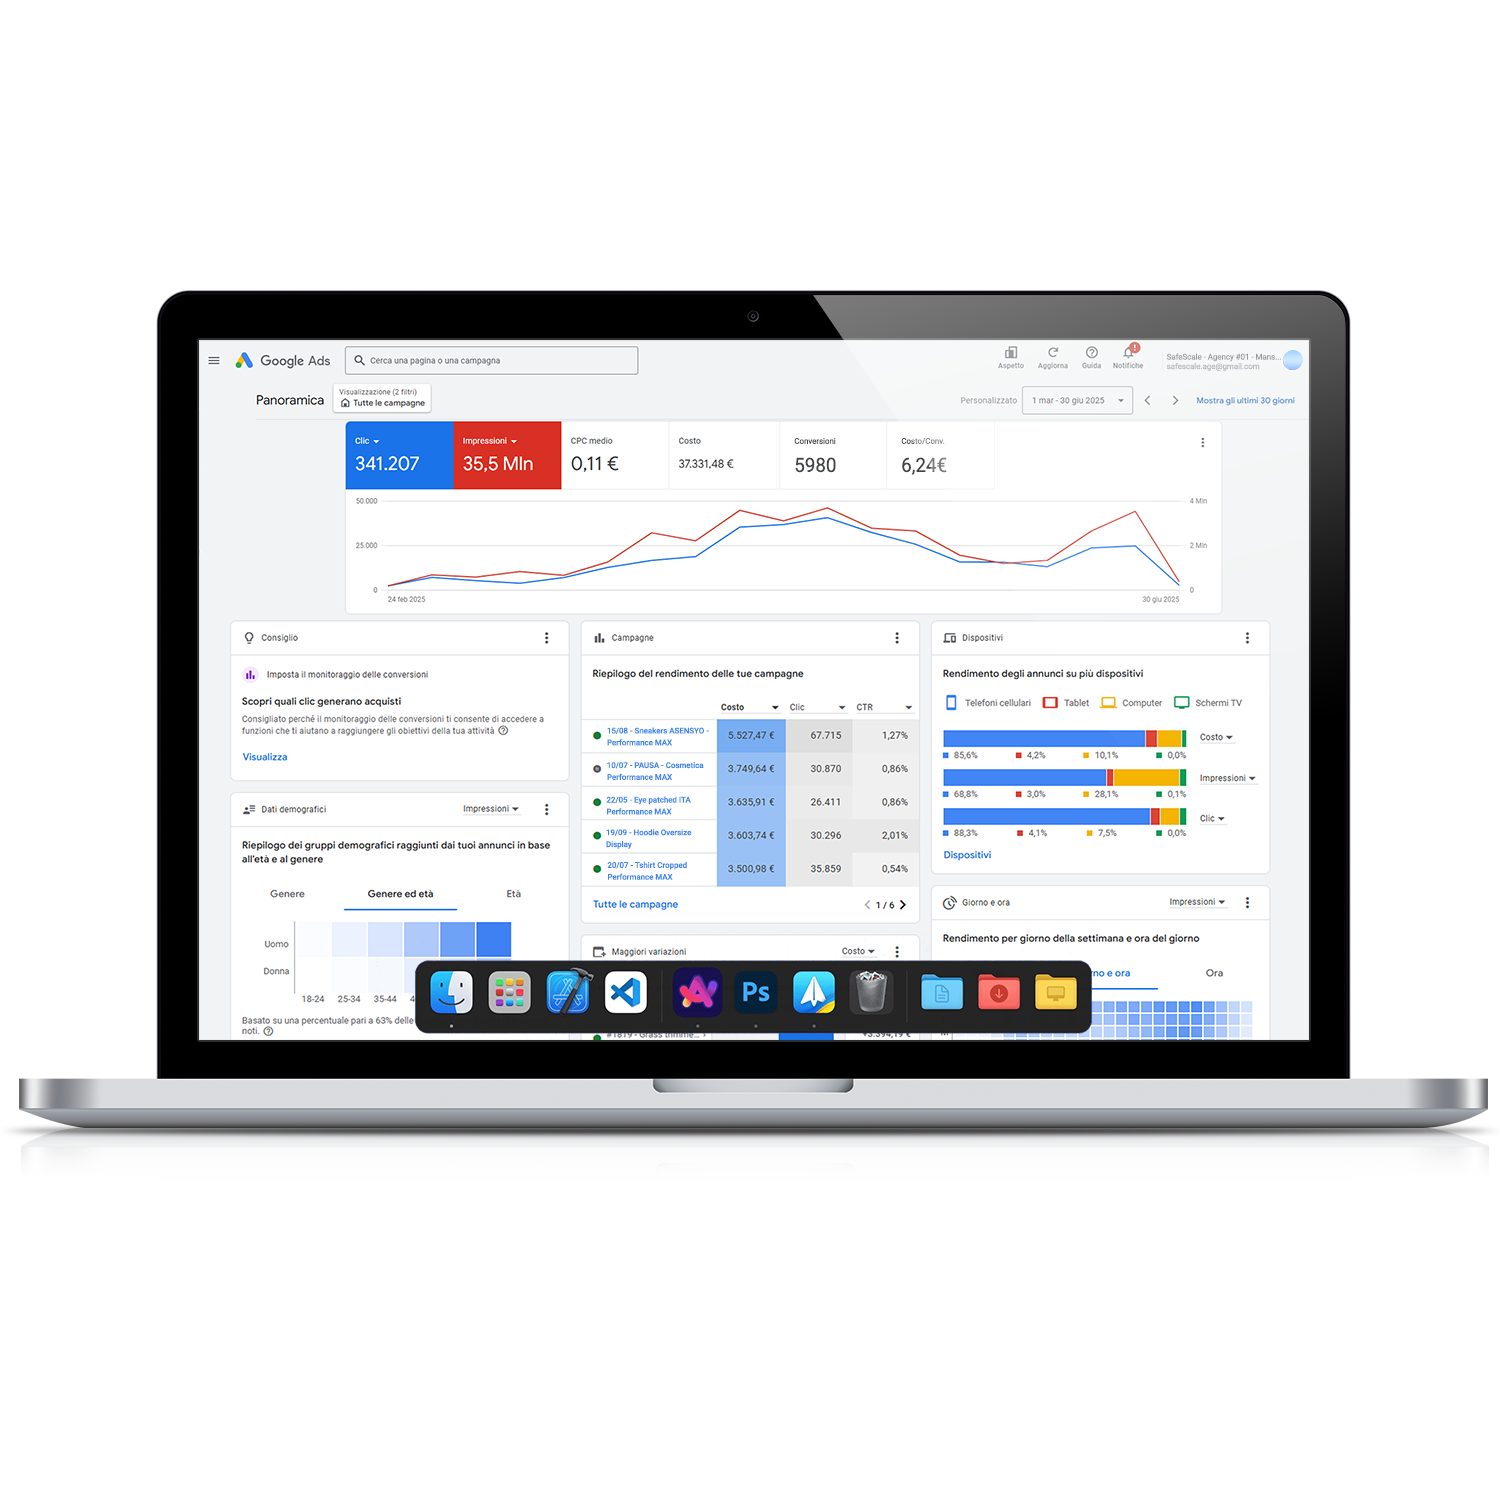 Google Ads
Cerca una pagina o una campagna
Aspetto
Aggiorna
Guida
Notifiche
SafeScale - Agency #01 - Mans...
safescale.age@gmail.com
Panoramica
Visualizzazione (2 filtri)
Tutte le campagne
Personalizzato
1 mar - 30 giu 2025
Mostra gli ultimi 30 giorni
Clic
341.207
Impressioni
35,5 Mln
CPC medio
0,11 €
Costo
37.331,48 €
Conversioni
5980
Costo/Conv.
6,24€
50.000
25.000
0
4 Mln
2 Mln
0
24 feb 2025
30 giu 2025
Consiglio
Imposta il monitoraggio delle conversioni
Scopri quali clic generano acquisti
Consigliato perché il monitoraggio delle conversioni ti consente di accedere a
funzioni che ti aiutano a raggiungere gli obiettivi della tua attività
Visualizza
Dati demografici
Impressioni
Riepilogo dei gruppi demografici raggiunti dai tuoi annunci in base
all'età e al genere
Genere
Genere ed età
Età
Uomo
Donna
18-24 25-34 35-44 4
Basato su una percentuale pari a 63% delle
noti.
Campagne
Riepilogo del rendimento delle tue campagne
Costo Clic CTR
15/08 - Sneakers ASENSYO -
Performance MAX
5.527,47 € 67.715 1,27%
10/07 - PAUSA - Cosmetica
Performance MAX
3.749,64 € 30.870 0,86%
22/05 - Eye patched ITA
Performance MAX
3.635,91 € 26.411 0,86%
19/09 - Hoodie Oversize
Display
3.603,74 € 30.296 2,01%
20/07 - Tshirt Cropped
Performance MAX
3.500,98 € 35.859 0,54%
Tutte le campagne
1 / 6
Maggiori variazioni
Costo
Dispositivi
Rendimento degli annunci su più dispositivi
Telefoni cellulari Tablet Computer Schermi TV
Costo
85,6% 4,2% 10,1% 0,0%
Impressioni
68,8% 3,0% 28,1% 0,1%
Clic
88,3% 4,1% 7,5% 0,0%
Dispositivi
Giorno e ora
Impressioni
Rendimento per giorno della settimana e ora del giorno
rno e ora
Ora
Ps